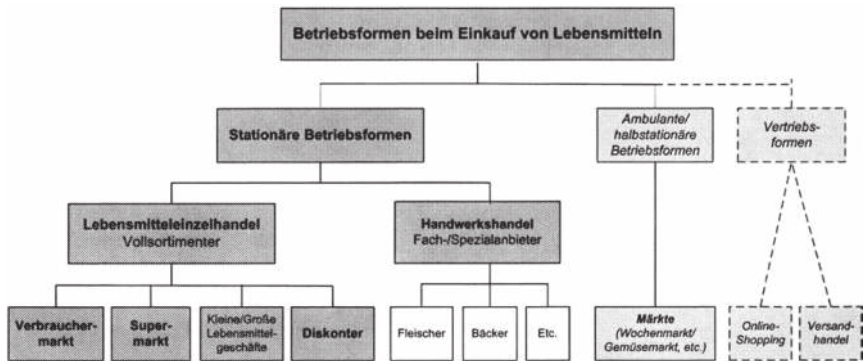 Betriebsformen beim Einkauf von Lebensmitteln
Stationäre Betriebsformen
Ambulante/
halbstationäre
Betriebsformen
Vertriebs-
formen
Lebensmitteleinzelhandel
Vollsortimenter
Handwerkshandel
Fach-/Spezialanbieter
Verbraucher-
markt
Super-
markt
Kleine/Große
Lebensmittel-
geschäfte
Diskonter
Fleischer
Bäcker
Etc.
Märkte
(Wochenmarkt/
Gemüsemarkt, etc.)
Online-
Shopping
Versand-
handel